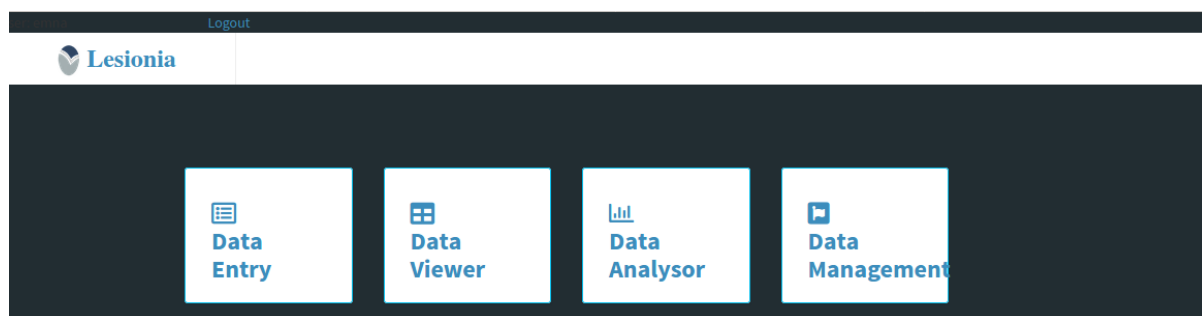 Logout
Lesionia
Data
Entry
Data
Viewer
Data
Analysor
Data
Management